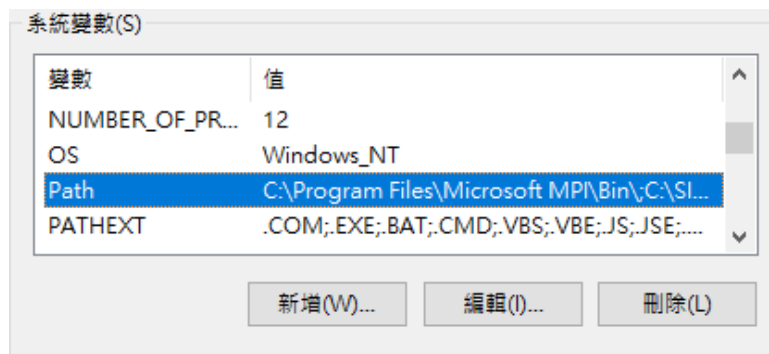 系統變數(S)
變數 值
NUMBER_OF_PR... 12
OS Windows_NT
Path C:\Program Files\Microsoft MPI\Bin\;C:\SI...
PATHEXT .COM;.EXE;.BAT;.CMD;.VBS;.VBE;.JS;.JSE;....
新增(W)... 編輯(I)... 刪除(L)